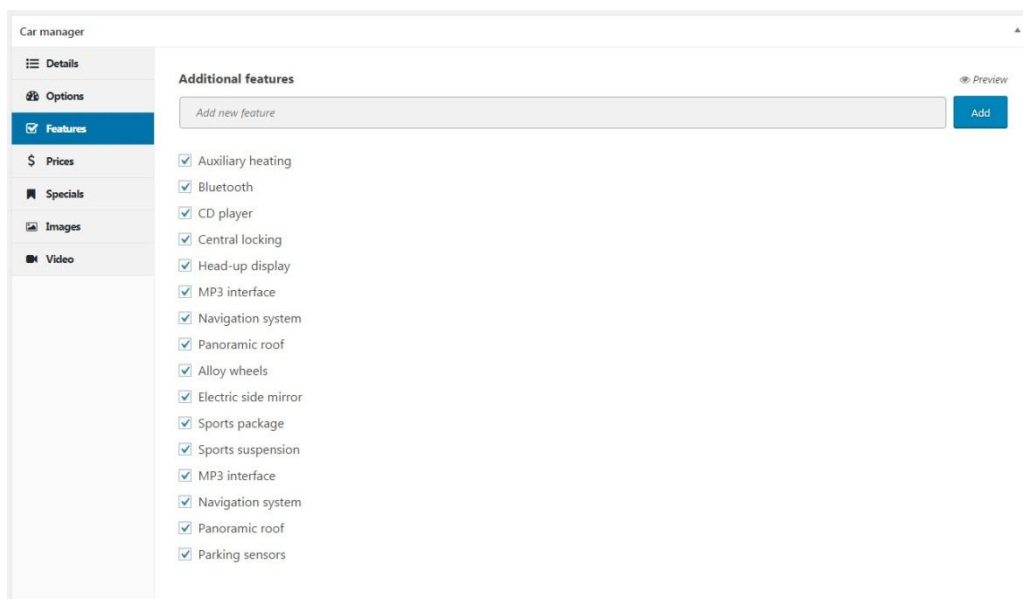 Car manager
Details
Options
Features
Prices
Specials
Images
Video
Additional features
Preview
Add new feature
Add
Auxiliary heating
Bluetooth
CD player
Central locking
Head-up display
MP3 interface
Navigation system
Panoramic roof
Alloy wheels
Electric side mirror
Sports package
Sports suspension
MP3 interface
Navigation system
Panoramic roof
Parking sensors